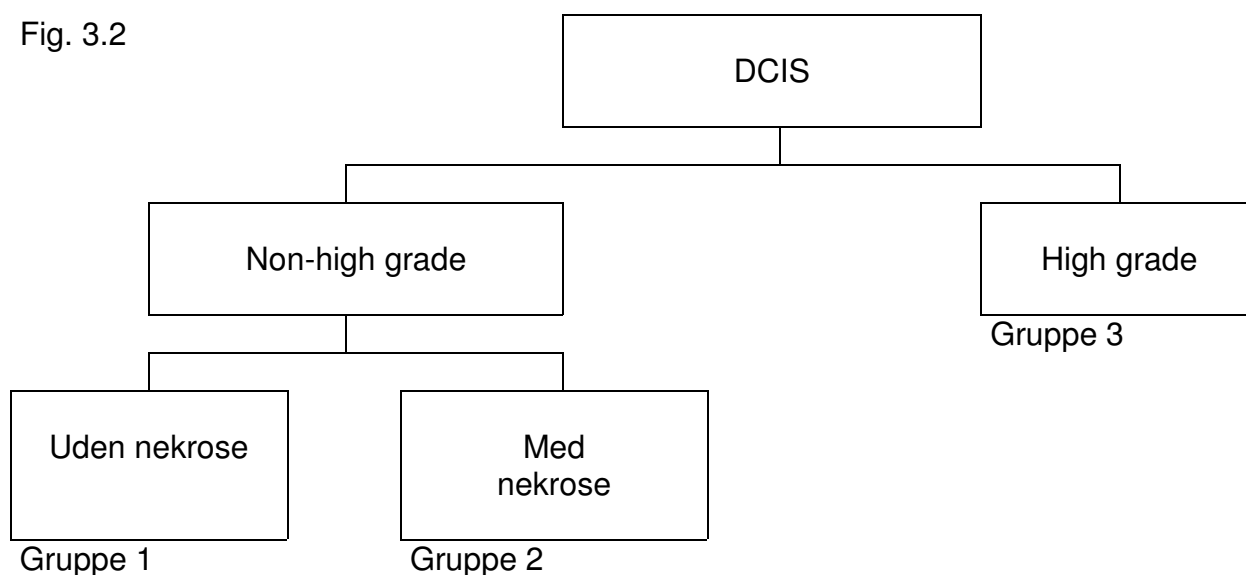 Fig. 3.2
DCIS
Non-high grade
High grade
Gruppe 3
Uden nekrose
Med
nekrose
Gruppe 1
Gruppe 2